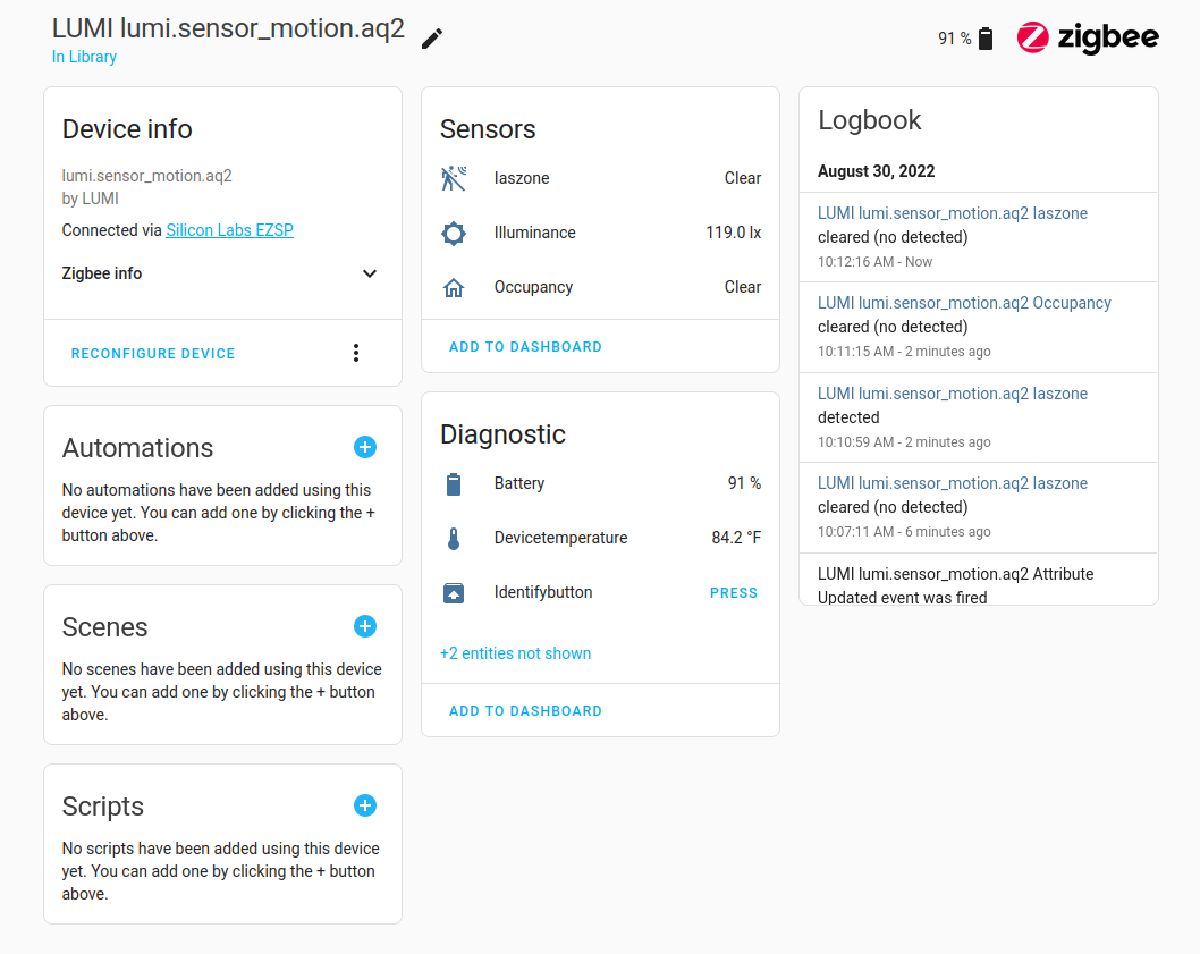 LUMI lumi.sensor_motion.aq2
In Library
91 %
zigbee
Device info
lumi.sensor_motion.aq2
by LUMI
Connected via Silicon Labs EZSP
Zigbee info
RECONFIGURE DEVICE
Automations
No automations have been added using this
device yet. You can add one by clicking the +
button above.
Scenes
No scenes have been added using this device
yet. You can add one by clicking the + button
above.
Scripts
No scripts have been added using this device
yet. You can add one by clicking the + button
above.
Sensors
Iaszone Clear
Illuminance 119.0 lx
Occupancy Clear
ADD TO DASHBOARD
Diagnostic
Battery 91 %
Devicetemperature 84.2 °F
Identifybutton PRESS
+2 entities not shown
ADD TO DASHBOARD
Logbook
August 30, 2022
LUMI lumi.sensor_motion.aq2 Iaszone
cleared (no detected)
10:12:16 AM - Now
LUMI lumi.sensor_motion.aq2 Occupancy
cleared (no detected)
10:11:15 AM - 2 minutes ago
LUMI lumi.sensor_motion.aq2 Iaszone
detected
10:10:59 AM - 2 minutes ago
LUMI lumi.sensor_motion.aq2 Iaszone
cleared (no detected)
10:07:11 AM - 6 minutes ago
LUMI lumi.sensor_motion.aq2 Attribute
Updated event was fired